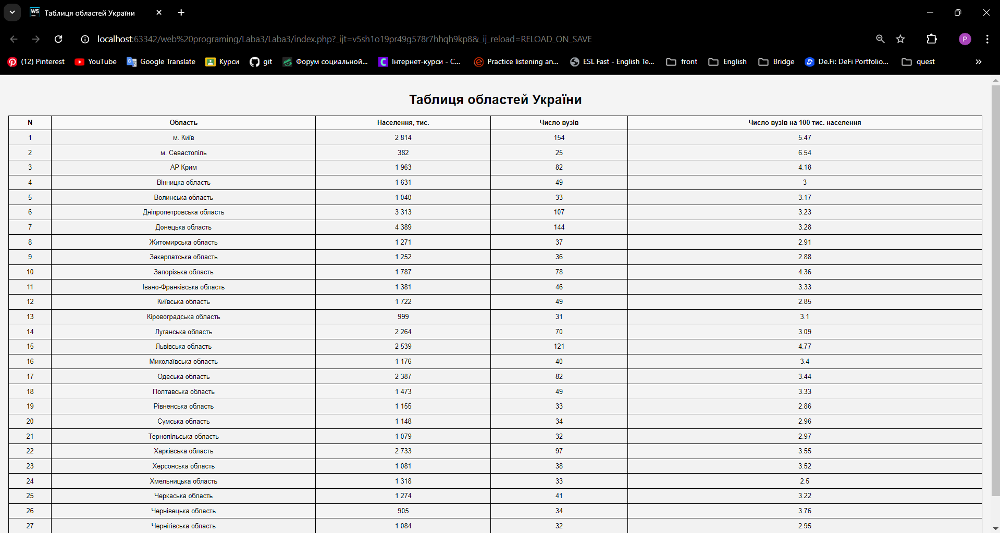 WS Таблиця областей України
localhost:63342/web%20programing/Laba3/Laba3/index.php?_ijt=v5sh1o19pr49g578r7hhqh9kp8&_ij_reload=RELOAD_ON_SAVE P
(12) Pinterest YouTube Google Translate Курси git Форум социальной... C Інтернет-курси - C... Practice listening an... ESL Fast - English Te... front English Bridge De.Fi: DeFi Portfolio... quest »
Таблиця областей України
N Область Населення, тис. Число вузів Число вузів на 100 тис. населення
1 м. Київ 2 814 154 5.47
2 м. Севастопіль 382 25 6.54
3 АР Крим 1 963 82 4.18
4 Вінницка область 1 631 49 3
5 Волинська область 1 040 33 3.17
6 Дніпропетровська область 3 313 107 3.23
7 Донецька область 4 389 144 3.28
8 Житомирська область 1 271 37 2.91
9 Закарпатська область 1 252 36 2.88
10 Запорізька область 1 787 78 4.36
11 Івано-Франківська область 1 381 46 3.33
12 Київська область 1 722 49 2.85
13 Кіровоградська область 999 31 3.1
14 Луганська область 2 264 70 3.09
15 Львівська область 2 539 121 4.77
16 Миколаївська область 1 176 40 3.4
17 Одеська область 2 387 82 3.44
18 Полтавська область 1 473 49 3.33
19 Рівненська область 1 155 33 2.86
20 Сумська область 1 148 34 2.96
21 Тернопільська область 1 079 32 2.97
22 Харківська область 2 733 97 3.55
23 Херсонська область 1 081 38 3.52
24 Хмельницька область 1 318 33 2.5
25 Черкаська область 1 274 41 3.22
26 Чернівецька область 905 34 3.76
27 Чернігівська область 1 084 32 2.95